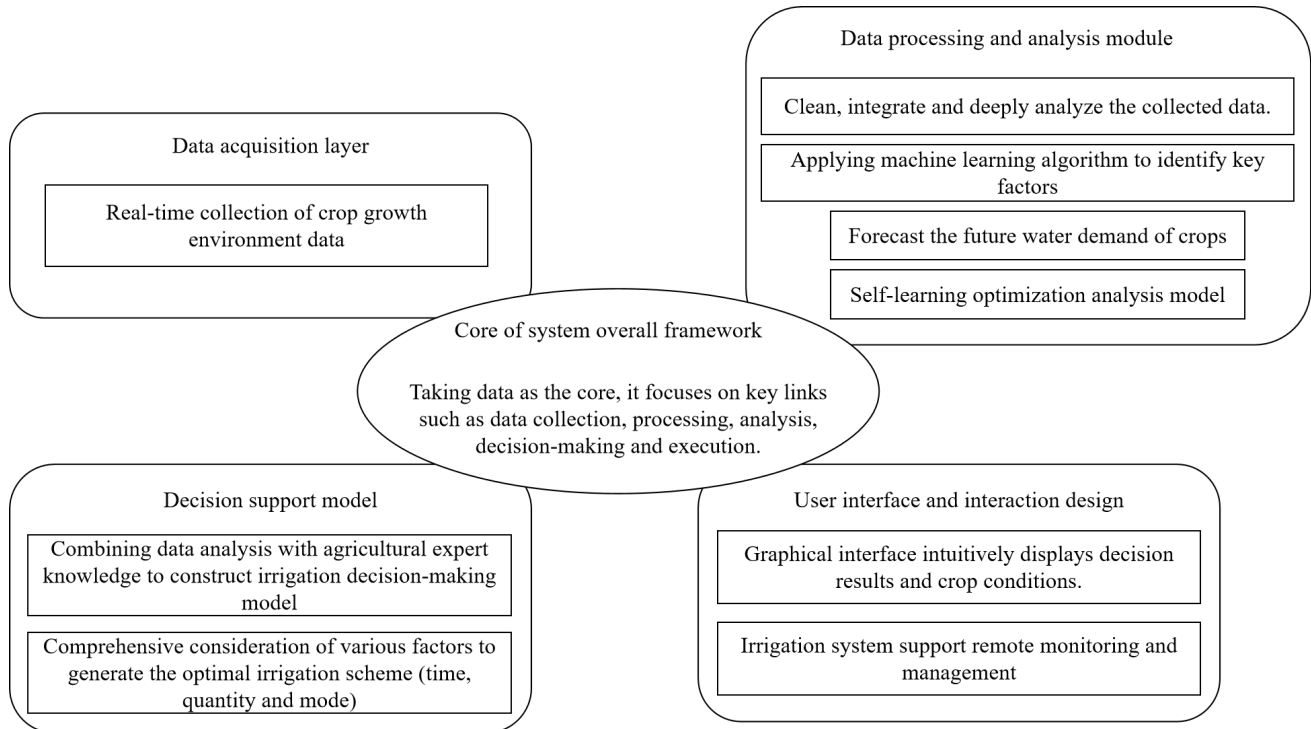 Data acquisition layer
Real-time collection of crop growth
environment data
Data processing and analysis module
Clean, integrate and deeply analyze the collected data.
Applying machine learning algorithm to identify key
factors
Forecast the future water demand of crops
Self-learning optimization analysis model
Core of system overall framework
Taking data as the core, it focuses on key links
such as data collection, processing, analysis,
decision-making and execution.
Decision support model
Combining data analysis with agricultural expert
knowledge to construct irrigation decision-making
model
Comprehensive consideration of various factors to
generate the optimal irrigation scheme (time,
quantity and mode)
User interface and interaction design
Graphical interface intuitively displays decision
results and crop conditions.
Irrigation system support remote monitoring and
management